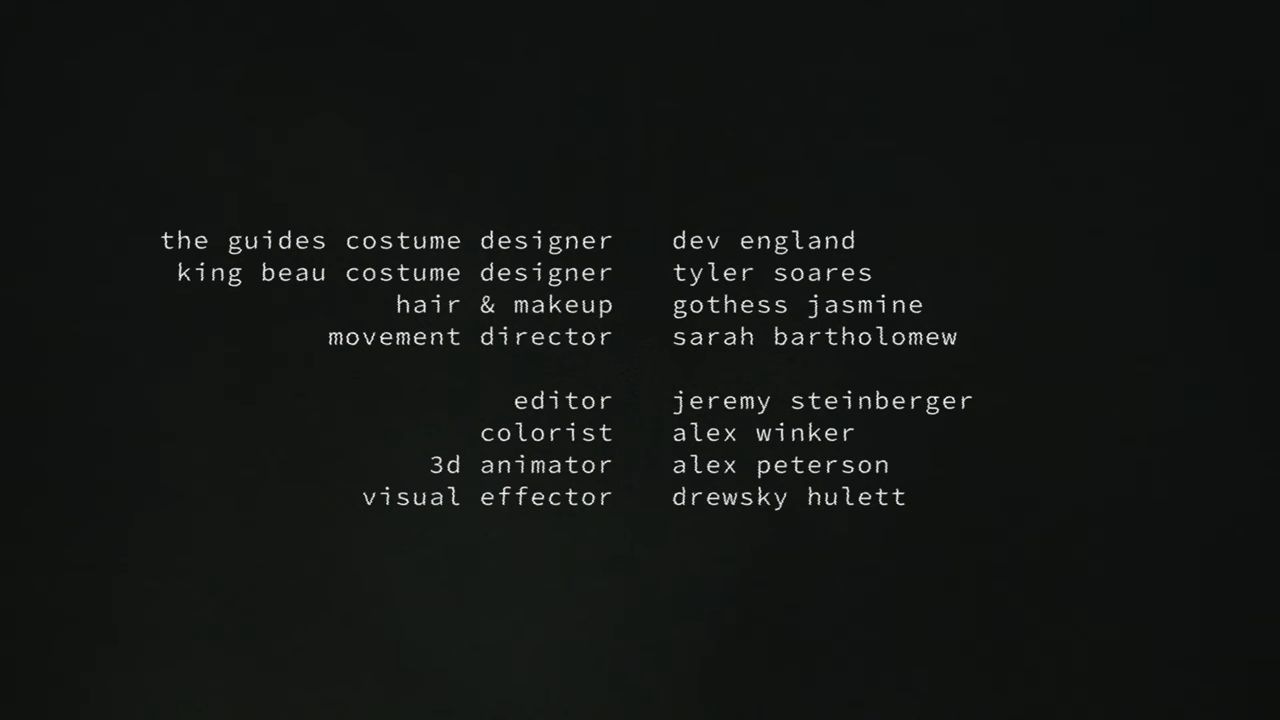 the guides costume designer dev england
king beau costume designer tyler soares
hair & makeup gothess jasmine
movement director sarah bartholomew
editor jeremy steinberger
colorist alex winker
3d animator alex peterson
visual effector drewsky hulett